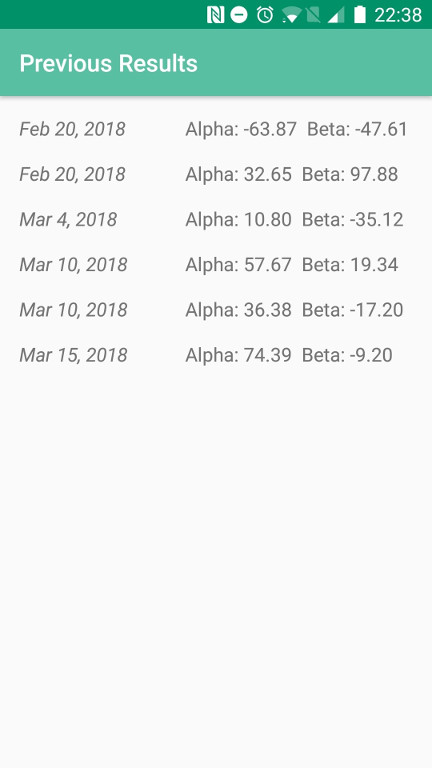 22:38
Previous Results
Feb 20, 2018 Alpha: -63.87 Beta: -47.61
Feb 20, 2018 Alpha: 32.65 Beta: 97.88
Mar 4, 2018 Alpha: 10.80 Beta: -35.12
Mar 10, 2018 Alpha: 57.67 Beta: 19.34
Mar 10, 2018 Alpha: 36.38 Beta: -17.20
Mar 15, 2018 Alpha: 74.39 Beta: -9.20